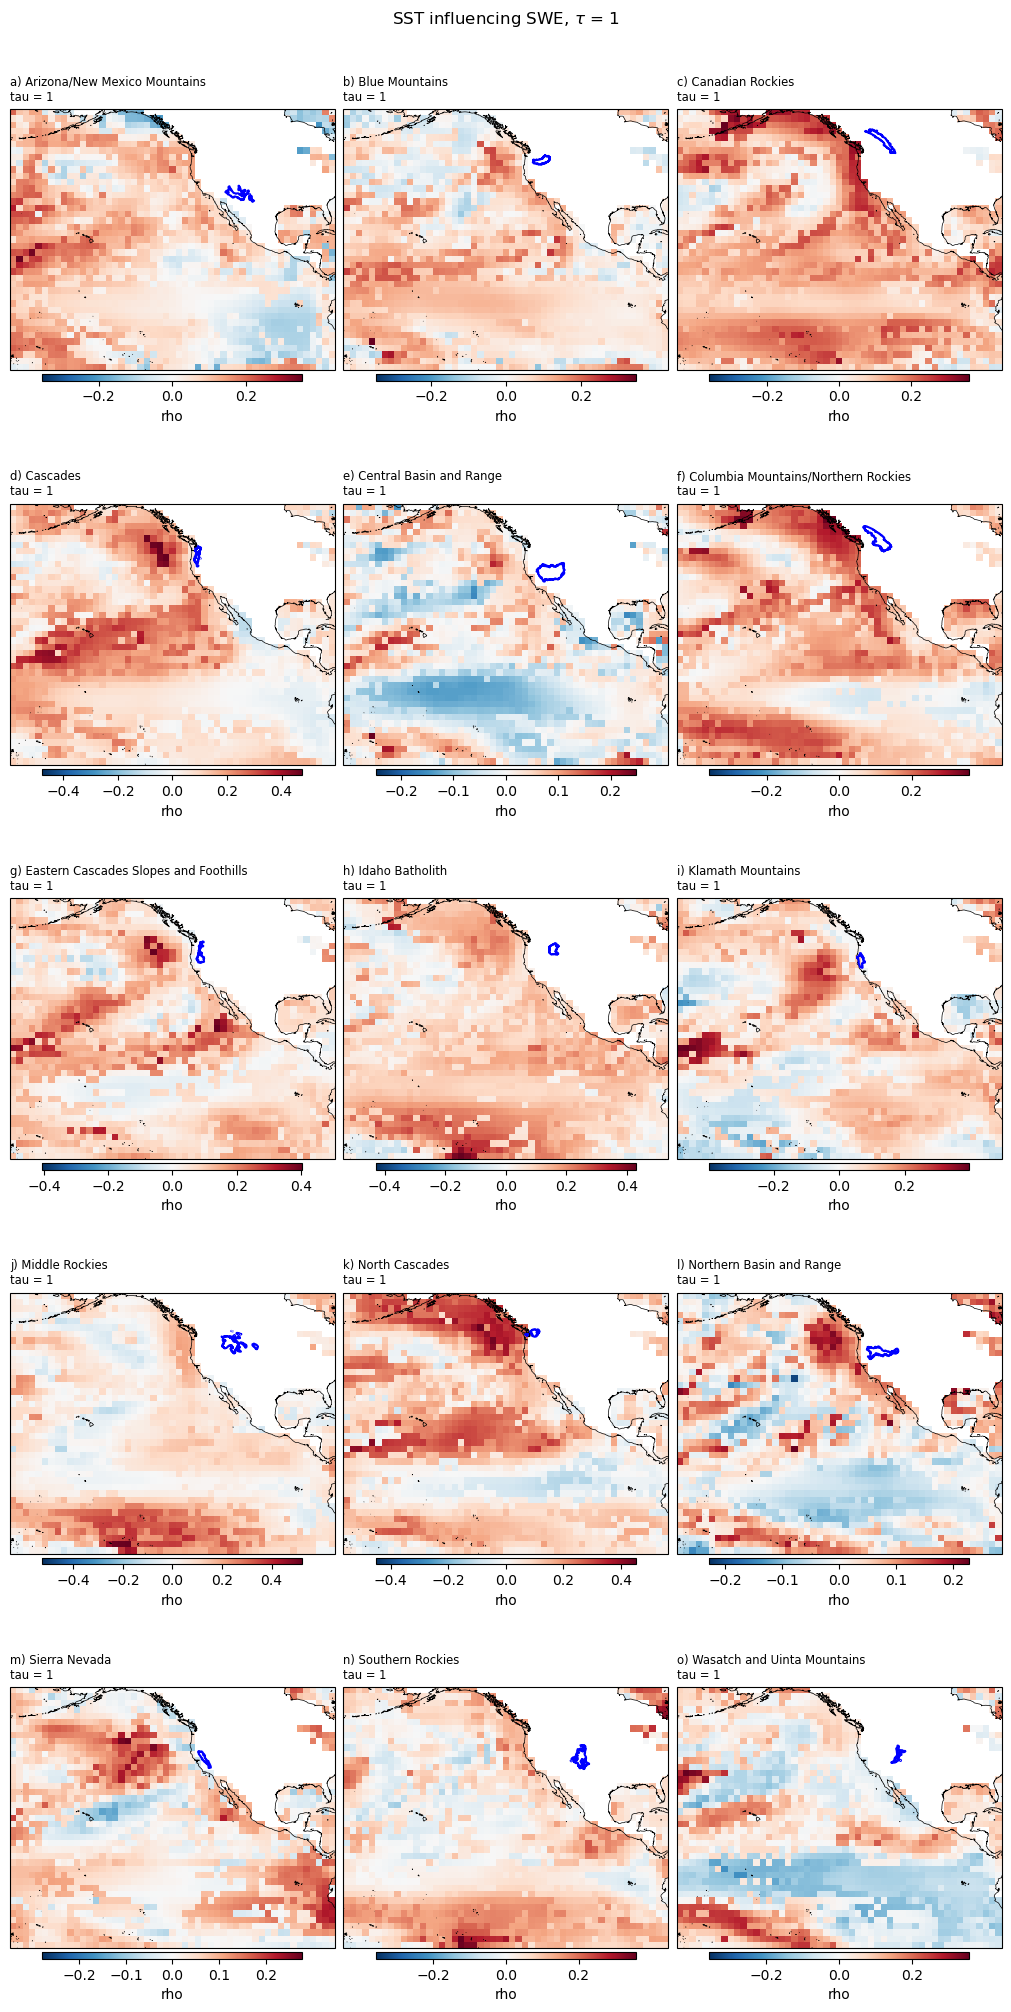 SST influencing SWE, τ = 1
a) Arizona/New Mexico Mountains
tau = 1
b) Blue Mountains
tau = 1
c) Canadian Rockies
tau = 1
−0.2 0.0 0.2
rho
−0.2 0.0 0.2
rho
−0.2 0.0 0.2
rho
d) Cascades
tau = 1
e) Central Basin and Range
tau = 1
f) Columbia Mountains/Northern Rockies
tau = 1
−0.4 −0.2 0.0 0.2 0.4
rho
−0.2 −0.1 0.0 0.1 0.2
rho
−0.2 0.0 0.2
rho
g) Eastern Cascades Slopes and Foothills
tau = 1
h) Idaho Batholith
tau = 1
i) Klamath Mountains
tau = 1
−0.4 −0.2 0.0 0.2 0.4
rho
−0.4 −0.2 0.0 0.2 0.4
rho
−0.2 0.0 0.2
rho
j) Middle Rockies
tau = 1
k) North Cascades
tau = 1
l) Northern Basin and Range
tau = 1
−0.4 −0.2 0.0 0.2 0.4
rho
−0.4 −0.2 0.0 0.2 0.4
rho
−0.2 −0.1 0.0 0.1 0.2
rho
m) Sierra Nevada
tau = 1
n) Southern Rockies
tau = 1
o) Wasatch and Uinta Mountains
tau = 1
−0.2 −0.1 0.0 0.1 0.2
rho
−0.2 0.0 0.2
rho
−0.2 0.0 0.2
rho